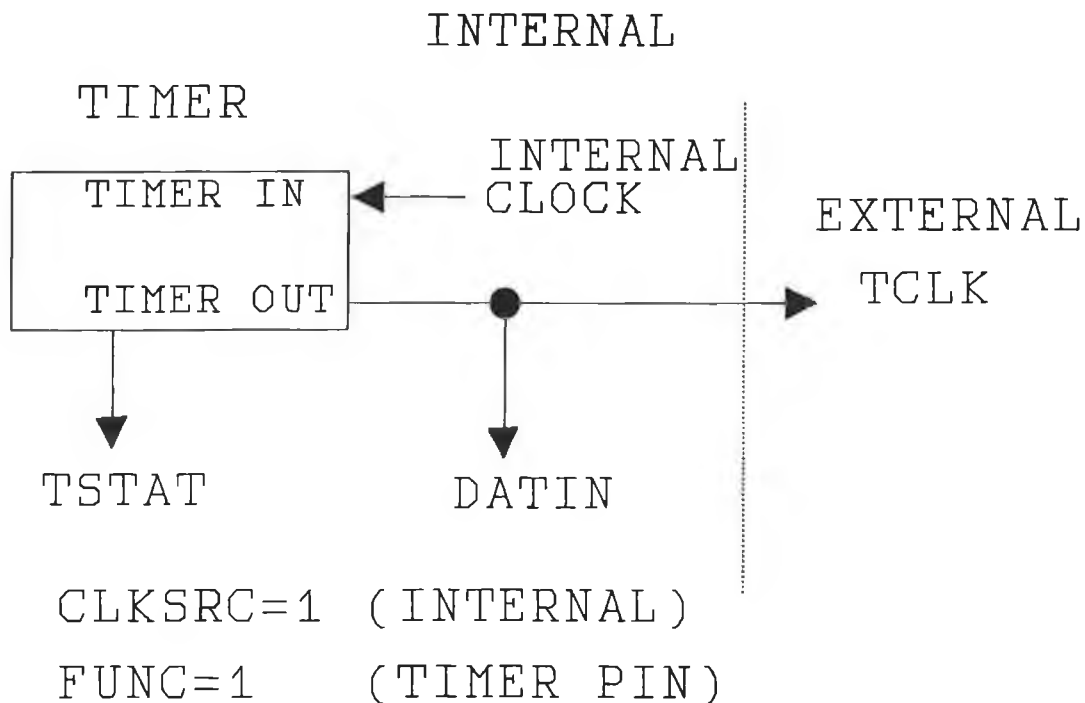 INTERNAL
TIMER
INTERNAL
CLOCK
TIMER IN
EXTERNAL
TCLK
TIMER OUT
TSTAT
DATIN
CLKSRC=1 (INTERNAL)
FUNC=1 (TIMER PIN)